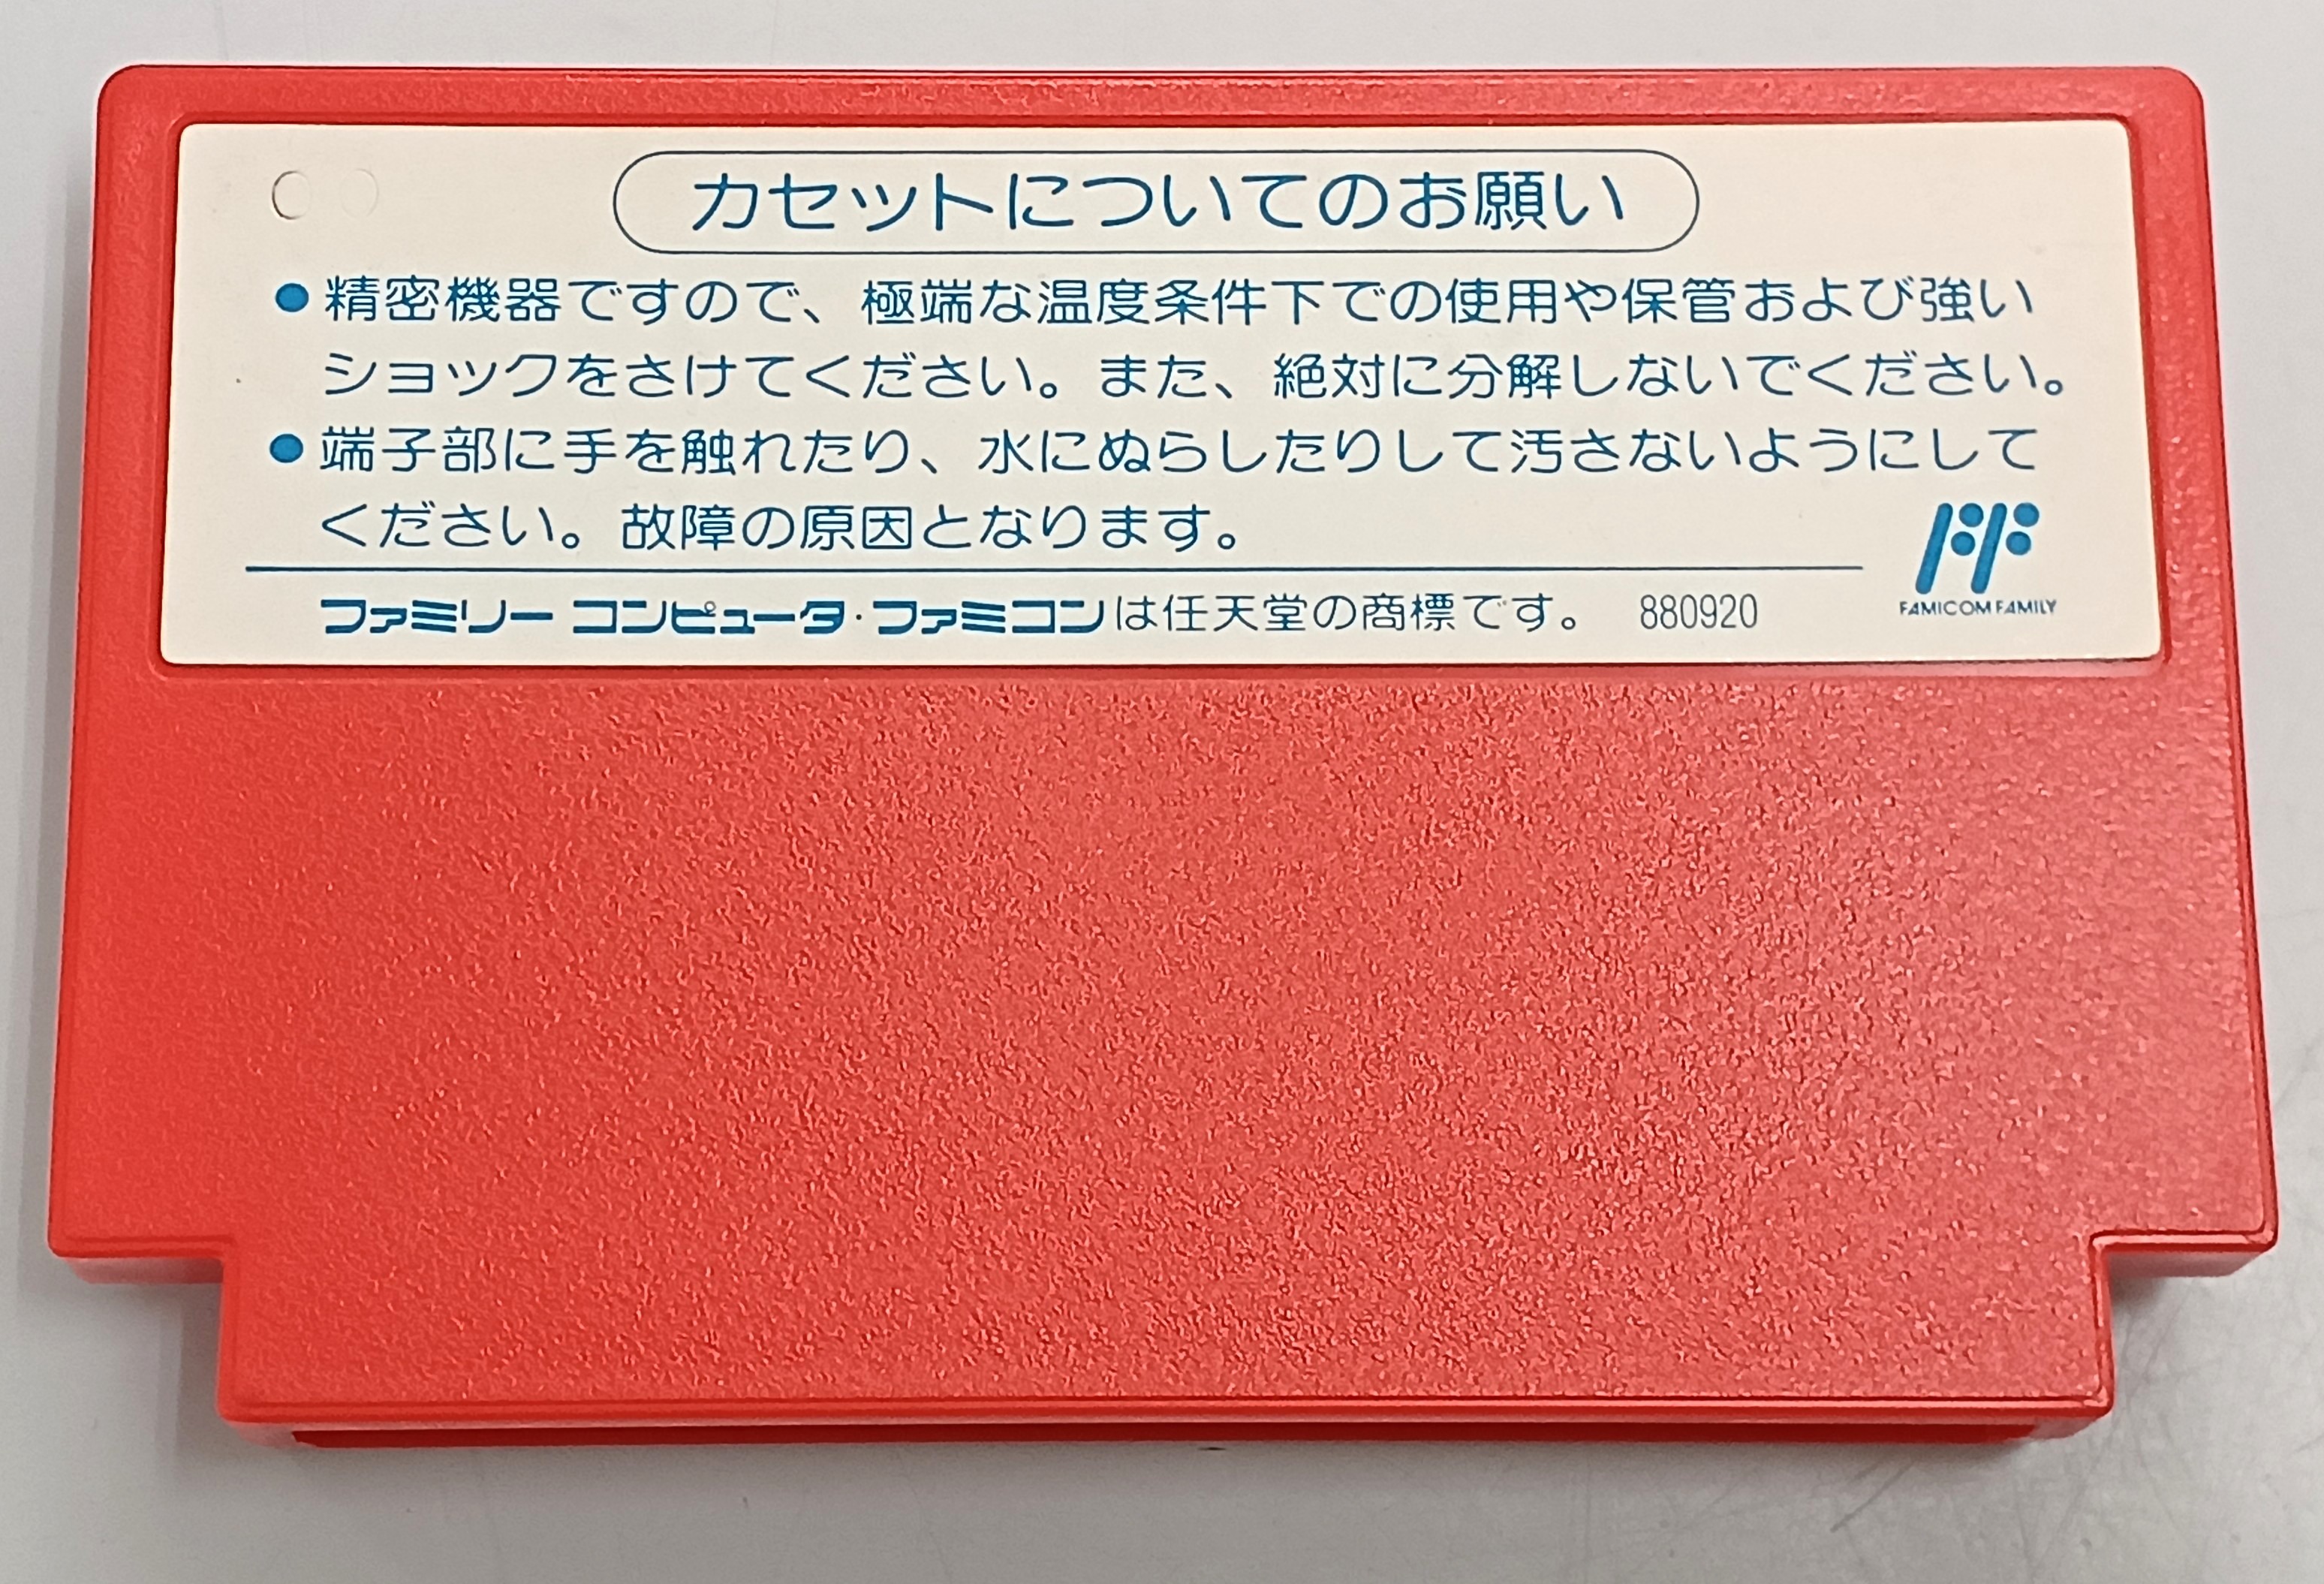 カセットについてのお願い
●精密機器ですので、極端な温度条件下での使用や保管および強い
ショックをさけてください。また、絶対に分解しないでください。
●端子部に手を触れたり、水にぬらしたりして汚さないようにして
ください。故障の原因となります。
FAMICOM FAMILY
ファミリー コンピュータ・ファミコンは任天堂の商標です。 880920